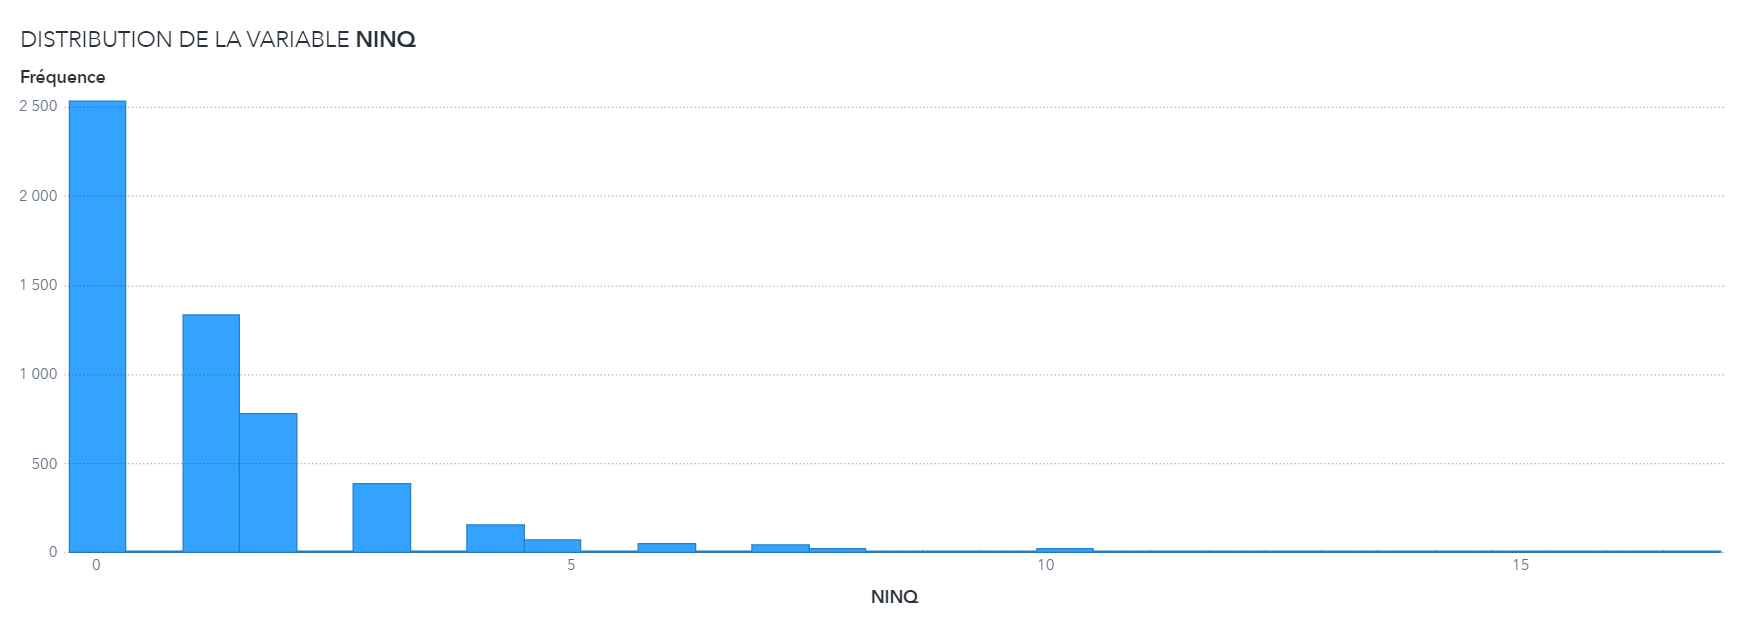 DISTRIBUTION DE LA VARIABLE NINQ
Fréquence
2 500
2 000
1 500
1 000
500
0
0 5 10 15
NINQ